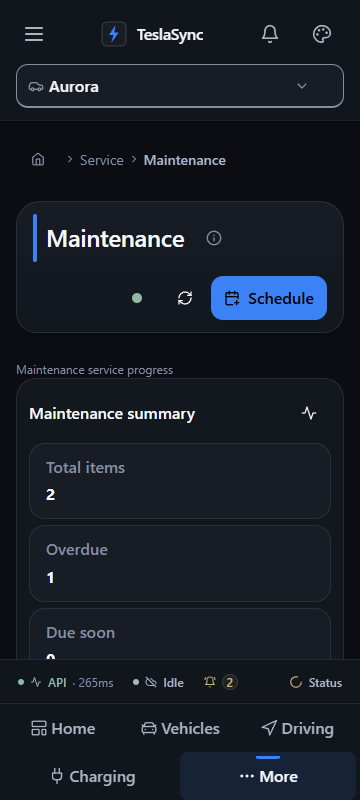 TeslaSync
Aurora
Service Maintenance
Maintenance
Schedule
Maintenance service progress
Maintenance summary
Total items
2
Overdue
1
Due soon
API · 265ms Idle 2 Status
Home Vehicles Driving
Charging More